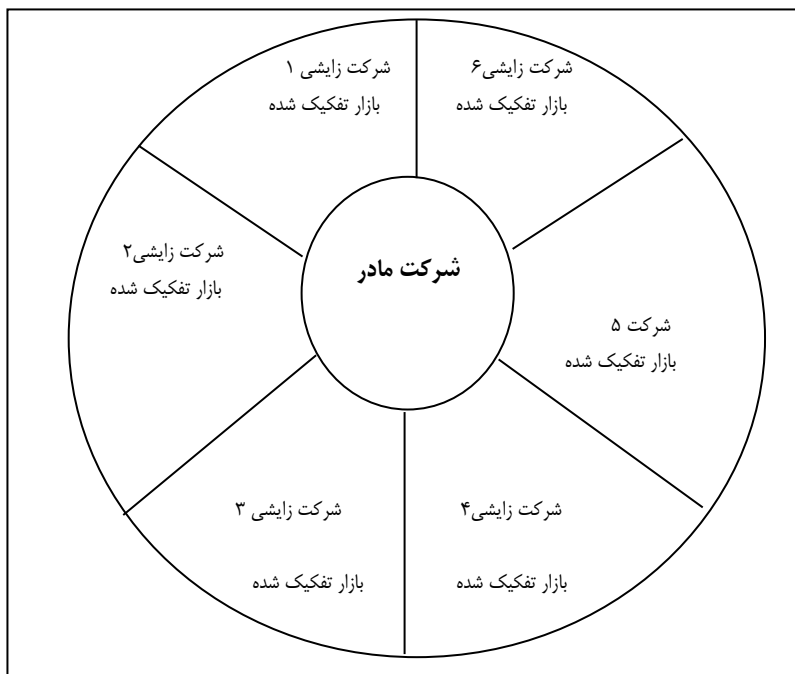 شرکت زایشی ۱
بازار تفکیک شده
شرکت زایشی۶
بازار تفکیک شده
شرکت زایشی۲
بازار تفکیک شده
شرکت مادر
شرکت ۵
بازار تفکیک شده
شرکت زایشی ۳
بازار تفکیک شده
شرکت زایشی۴
بازار تفکیک شده